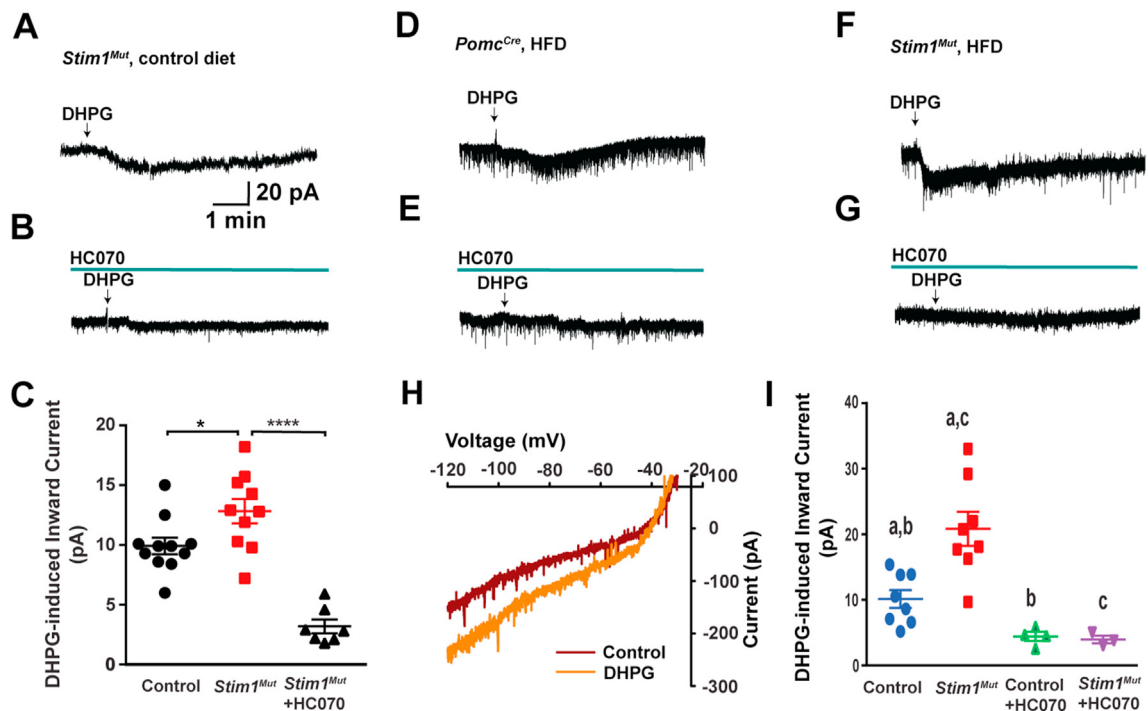 A
Stim1Mut, control diet
DHPG
20 pA
1 min
B
HC070
DHPG
D
PomcCre, HFD
DHPG
E
HC070
DHPG
F
Stim1Mut, HFD
DHPG
G
HC070
DHPG
C
DHPG-induced Inward Current
(pA)
20
15
10
5
0
*
****
Control
Stim1Mut
Stim1Mut
+HC070
H
Voltage (mV)
-120 -100 -80 -60 -40 -20
100
0
-100
-200
-300
Current (pA)
Control
DHPG
I
DHPG-induced Inward Current
(pA)
40
30
20
10
0
a,b
a,c
b
c
Control
Stim1Mut
Control
+HC070
Stim1Mut
+HC070